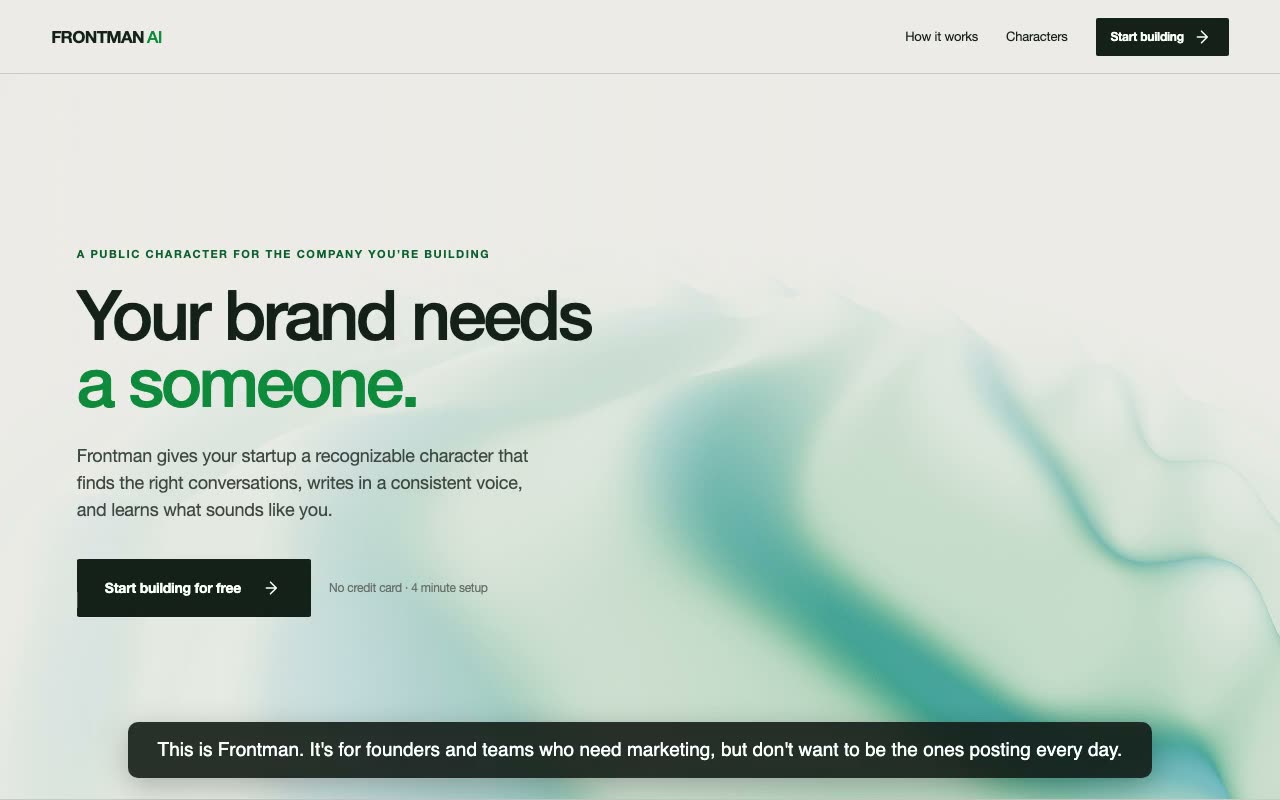 FRONTMAN AI
How it works
Characters
Start building
A PUBLIC CHARACTER FOR THE COMPANY YOU’RE BUILDING
Your brand needs
a someone.
Frontman gives your startup a recognizable character that
finds the right conversations, writes in a consistent voice,
and learns what sounds like you.
Start building for free
No credit card · 4 minute setup
This is Frontman. It's for founders and teams who need marketing, but don't want to be the ones posting every day.